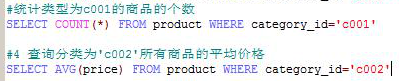 #统计类型为c001的商品的个数
SELECT COUNT(*) FROM product WHERE category_id='c001'
#4 查询分类为'c002'所有商品的平均价格
SELECT AVG(price) FROM product WHERE category_id='c002'